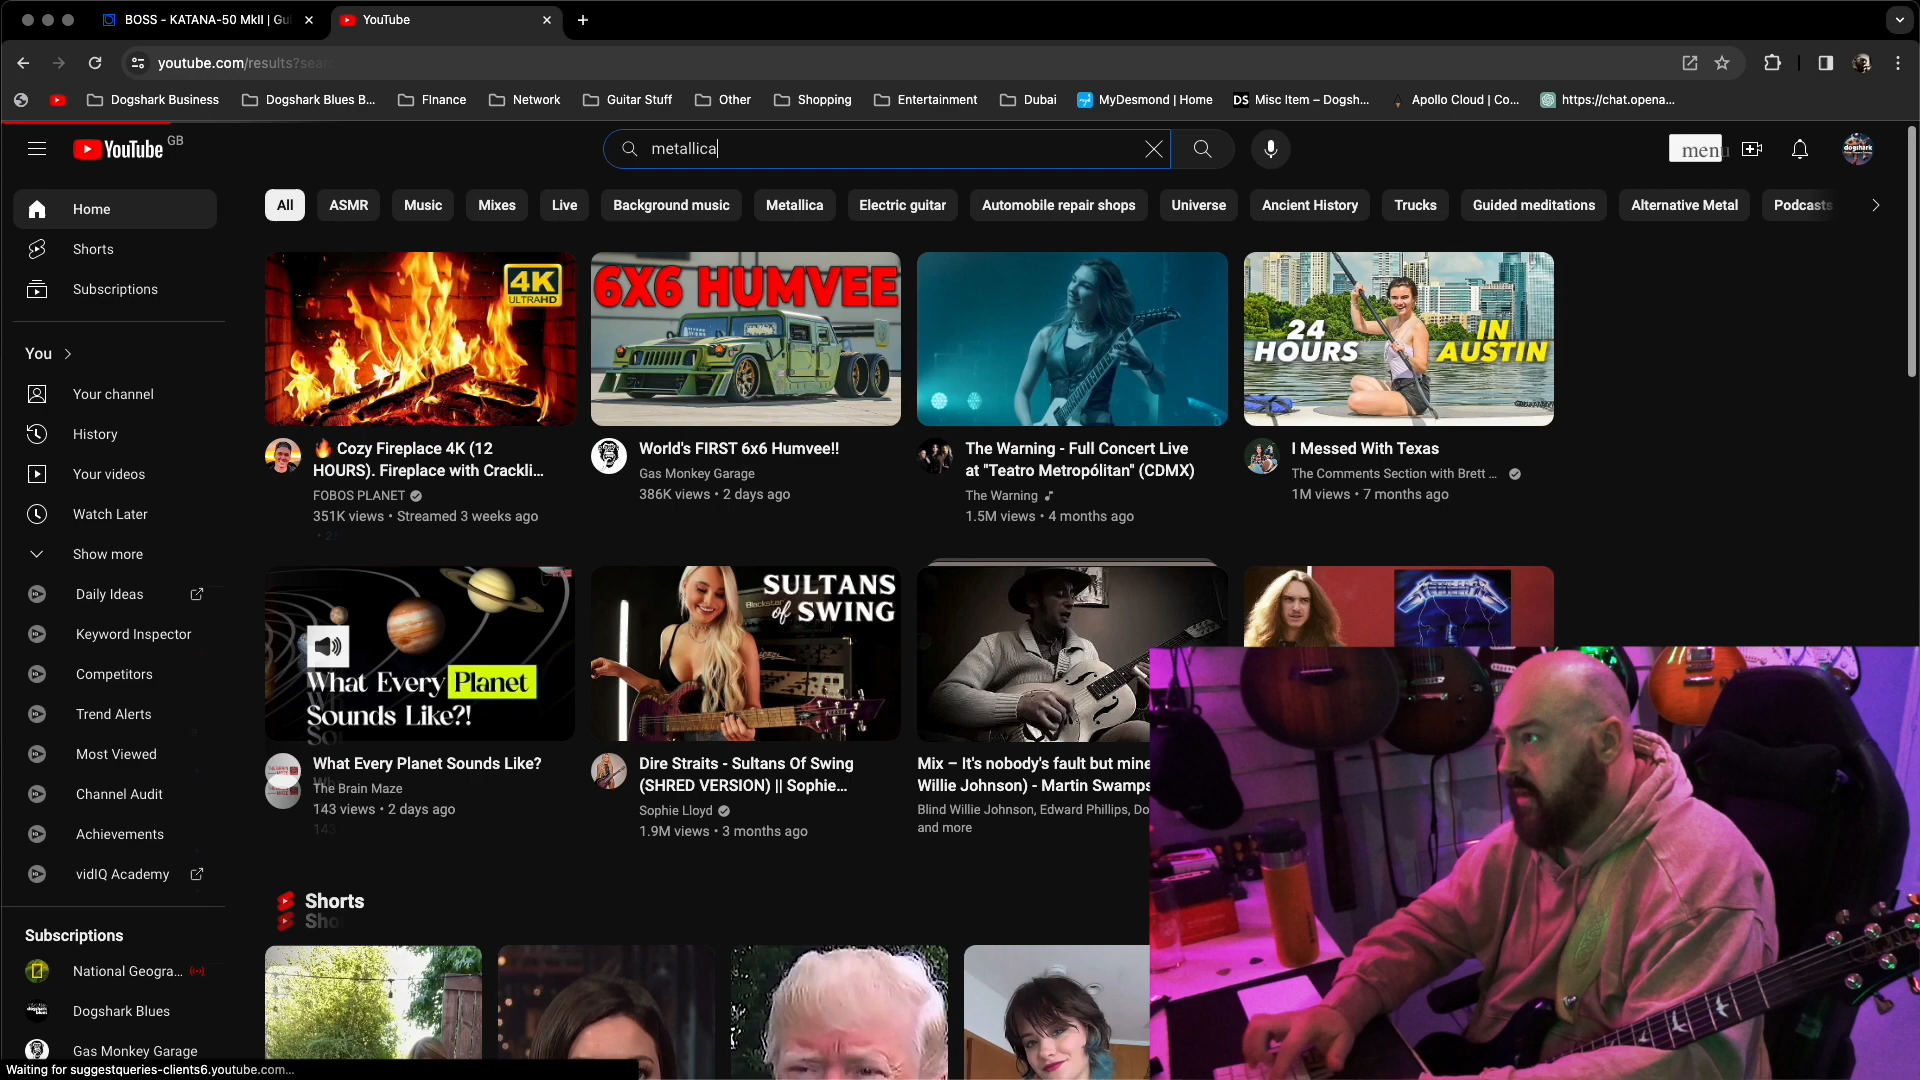 BOSS - KATANA-50 MkII | Gui
YouTube
youtube.com/results?sear
Dogshark Business
Dogshark Blues B...
FInance
Network
Guitar Stuff
Other
Shopping
Entertainment
Dubai
MyDesmond | Home
DS Misc Item – Dogsh...
Apollo Cloud | Co...
https://chat.opena...
YouTube GB
metallica
menu
Home
Shorts
Subscriptions
You
Your channel
History
Your videos
Watch Later
Show more
Daily Ideas
Keyword Inspector
Competitors
Trend Alerts
Most Viewed
Channel Audit
Achievements
vidIQ Academy
Subscriptions
National Geogra...
Dogshark Blues
Gas Monkey Garage
All
ASMR
Music
Mixes
Live
Background music
Metallica
Electric guitar
Automobile repair shops
Universe
Ancient History
Trucks
Guided meditations
Alternative Metal
Podcasts
4K
ULTRAHD
🔥 Cozy Fireplace 4K (12
HOURS). Fireplace with Crackli...
FOBOS PLANET
351K views • Streamed 3 weeks ago
6X6 HUMVEE
World's FIRST 6x6 Humvee!!
Gas Monkey Garage
386K views • 2 days ago
The Warning - Full Concert Live
at "Teatro Metropólitan" (CDMX)
The Warning
1.5M views • 4 months ago
24 HOURS
IN AUSTIN
I Messed With Texas
The Comments Section with Brett ...
1M views • 7 months ago
What Every Planet
Sounds Like?!
What Every Planet Sounds Like?
The Brain Maze
143 views • 2 days ago
SULTANS
of SWING
Blackstar
Dire Straits - Sultans Of Swing
(SHRED VERSION) || Sophie...
Sophie Lloyd
1.9M views • 3 months ago
Mix – It's nobody's fault but mine
Willie Johnson) - Martin Swamps
Blind Willie Johnson, Edward Phillips, Do
and more
METALLICA
Shorts
Sho
Waiting for suggestqueries-clients6.youtube.com...